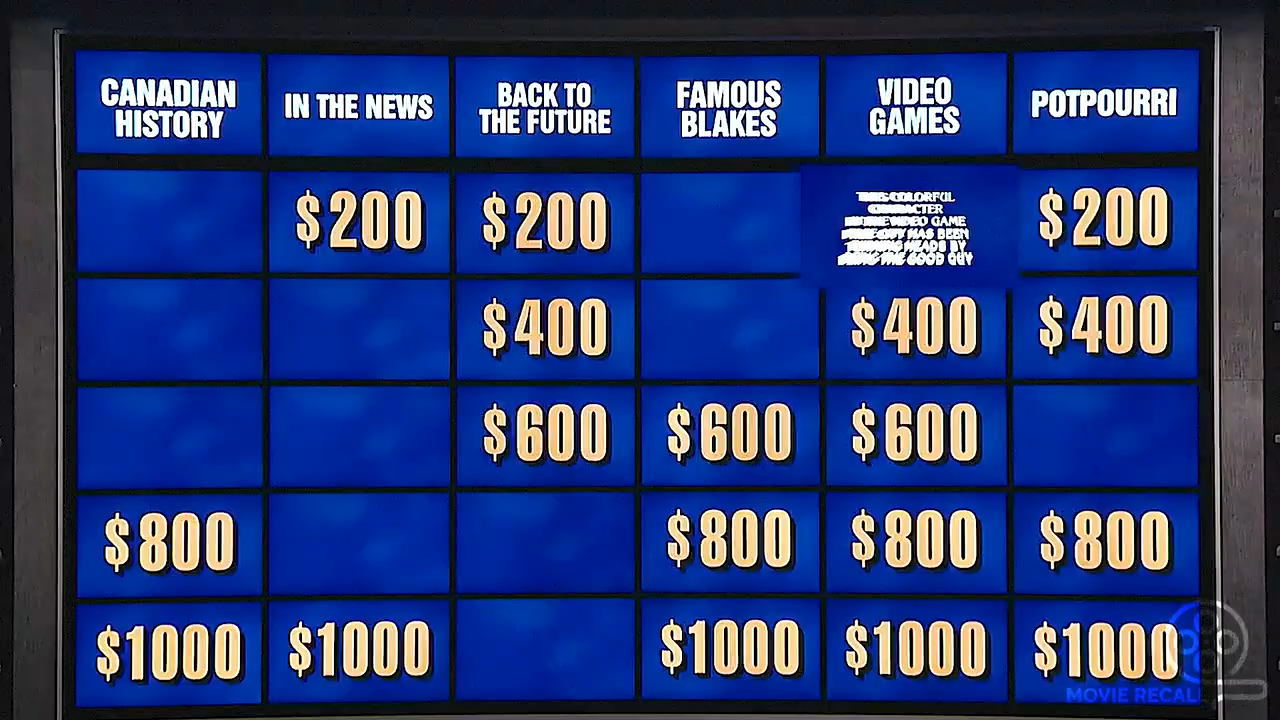 CANADIAN HISTORY
IN THE NEWS
BACK TO THE FUTURE
FAMOUS BLAKES
VIDEO GAMES
POTPOURRI
$200
$200
COLORFUL
CHARACTER
VIDEO GAME
HAS BEEN
HEADS BY
THE GOOD GUY
$200
$400
$400
$400
$600
$600
$600
$800
$800
$800
$800
$1000
$1000
$1000
$1000
$1000
MOVIE RECALL